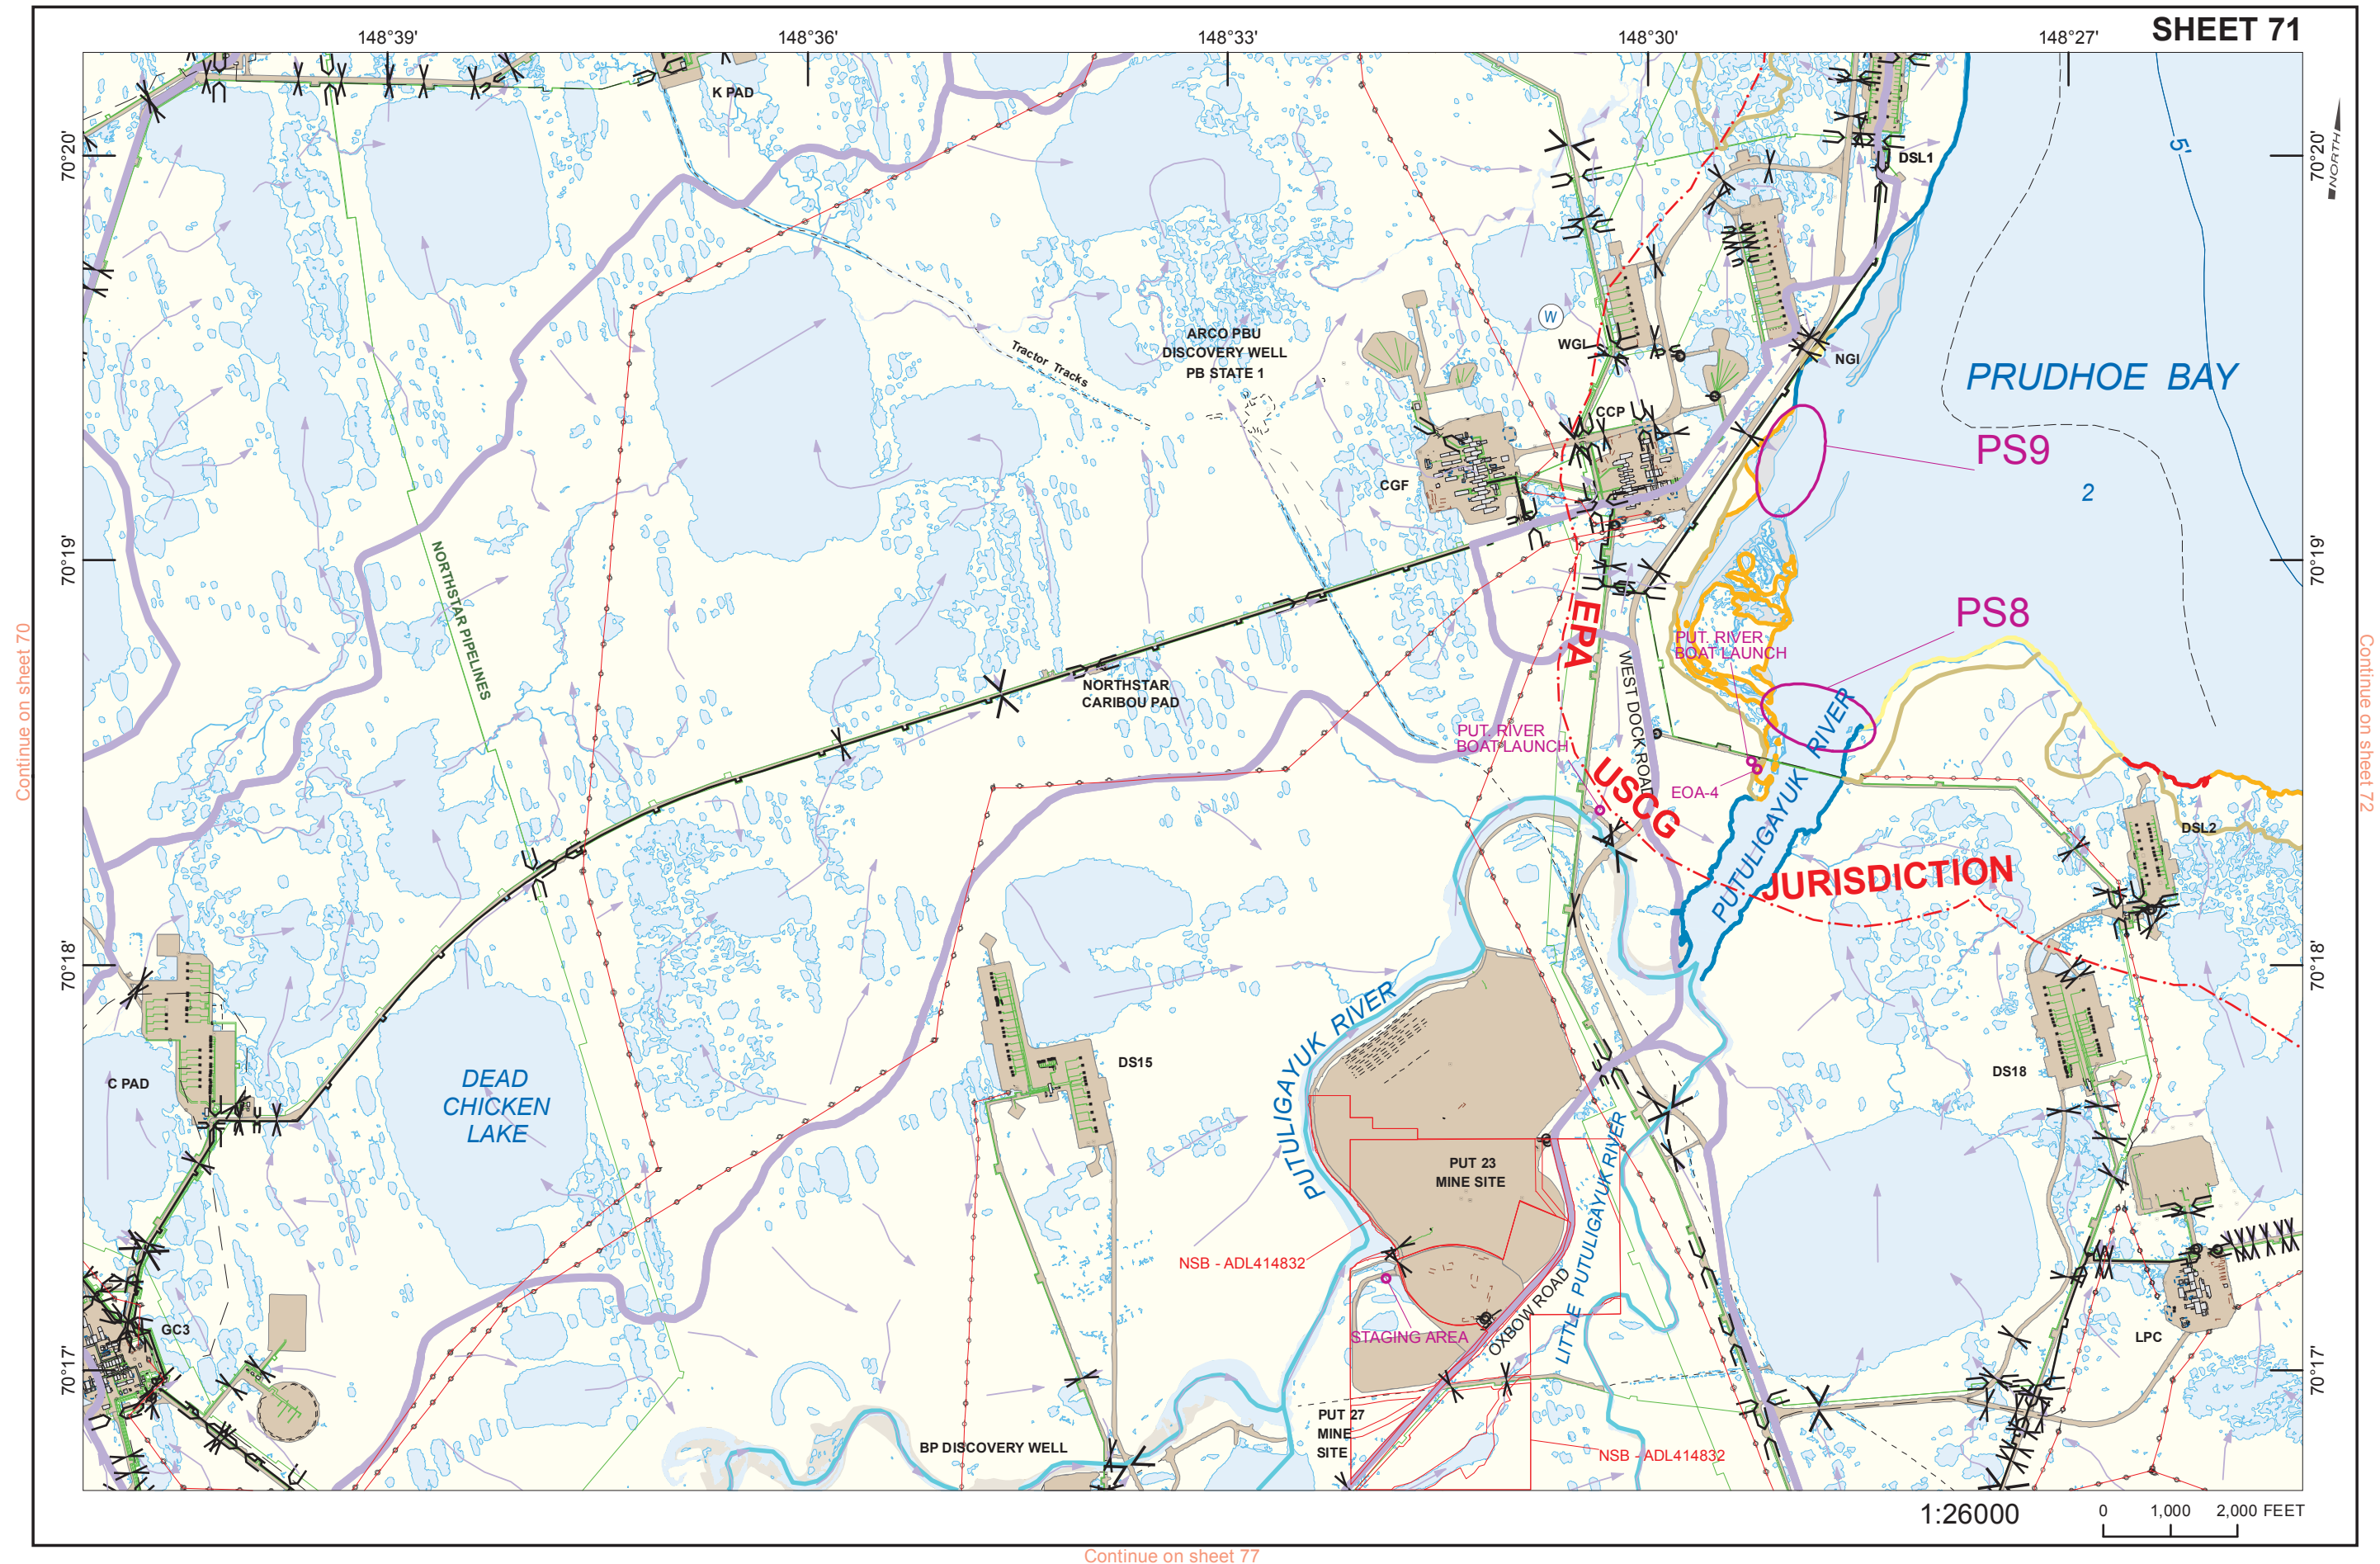 SHEET 71
148°39'
148°36'
148°33'
148°30'
148°27'
K PAD
70°20'
70°20'
NORTH
5'
DSL1
ARCO PBU
DISCOVERY WELL
PB STATE 1
Tractor Tracks
W
WGI
NGI
PRUDHOE BAY
CCP
PS9
CGF
2
70°19'
70°19'
NORTHSTAR PIPELINES
EPA
PS8
PUT. RIVER
BOAT LAUNCH
Continue on sheet 70
Continue on sheet 72
NORTHSTAR
CARIBOU PAD
WEST DOCK ROAD
PUT. RIVER
BOAT LAUNCH
USCG
EOA-4
PUTULIGAYUK RIVER
DSL2
JURISDICTION
70°18'
70°18'
PUTULIGAYUK RIVER
DS15
DS18
C PAD
DEAD
CHICKEN
LAKE
PUT 23
MINE SITE
LITTLE PUTULIGAYUK RIVER
NSB - ADL414832
OXBOW ROAD
STAGING AREA
GC3
LPC
70°17'
70°17'
PUT 27
MINE
SITE
BP DISCOVERY WELL
NSB - ADL414832
1:26000
0 1,000 2,000 FEET
Continue on sheet 77